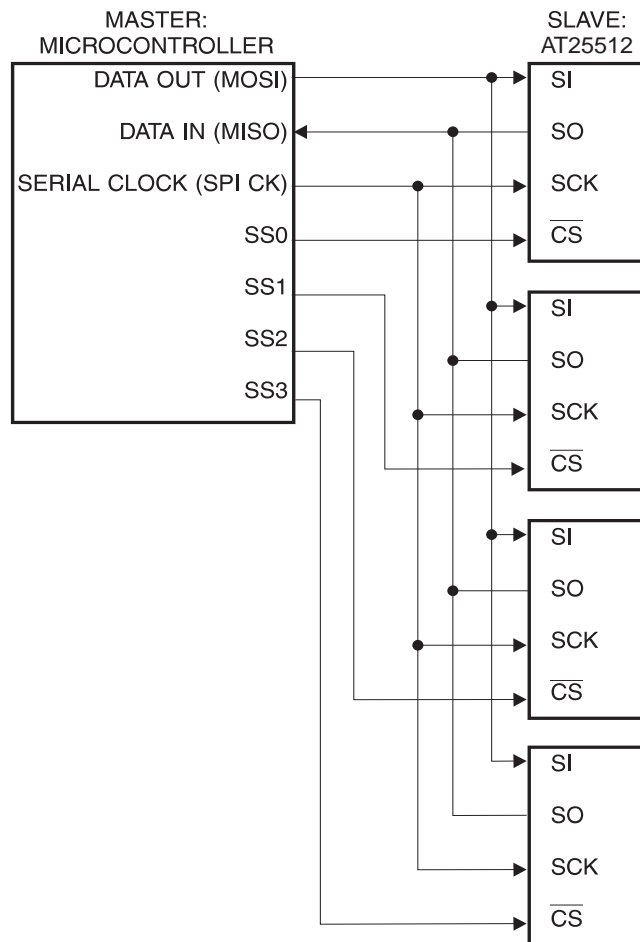 MASTER:
MICROCONTROLLER
SLAVE:
AT25512
DATA OUT (MOSI)
DATA IN (MISO)
SERIAL CLOCK (SPI CK)
SS0
SS1
SS2
SS3
SI
SO
SCK
CS
SI
SO
SCK
CS
SI
SO
SCK
CS
SI
SO
SCK
CS